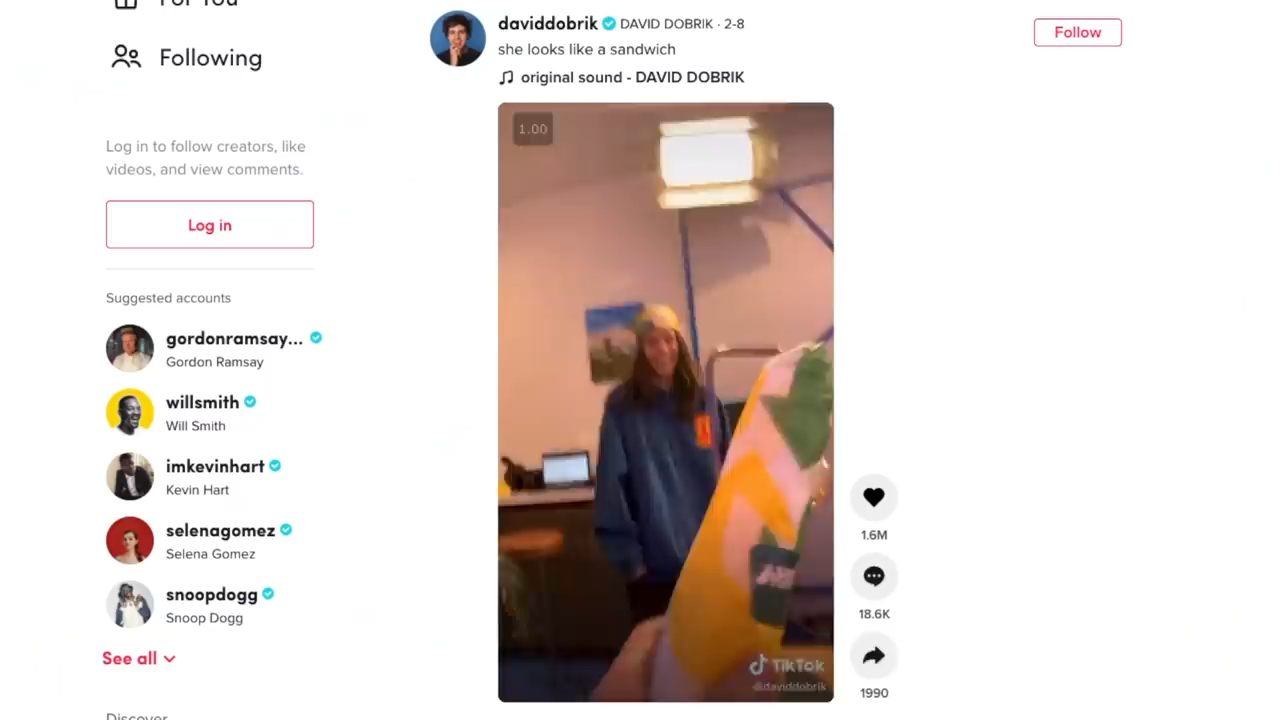 For You
Following
Log in to follow creators, like
videos, and view comments.
Log in
Suggested accounts
gordonramsay...
Gordon Ramsay
willsmith
Will Smith
imkevinhart
Kevin Hart
selenagomez
Selena Gomez
snoopdogg
Snoop Dogg
See all
Discover
daviddobrik DAVID DOBRIK · 2-8
she looks like a sandwich
original sound - DAVID DOBRIK
Follow
1.00
TikTok
@daviddobrik
1.6M
18.6K
1990